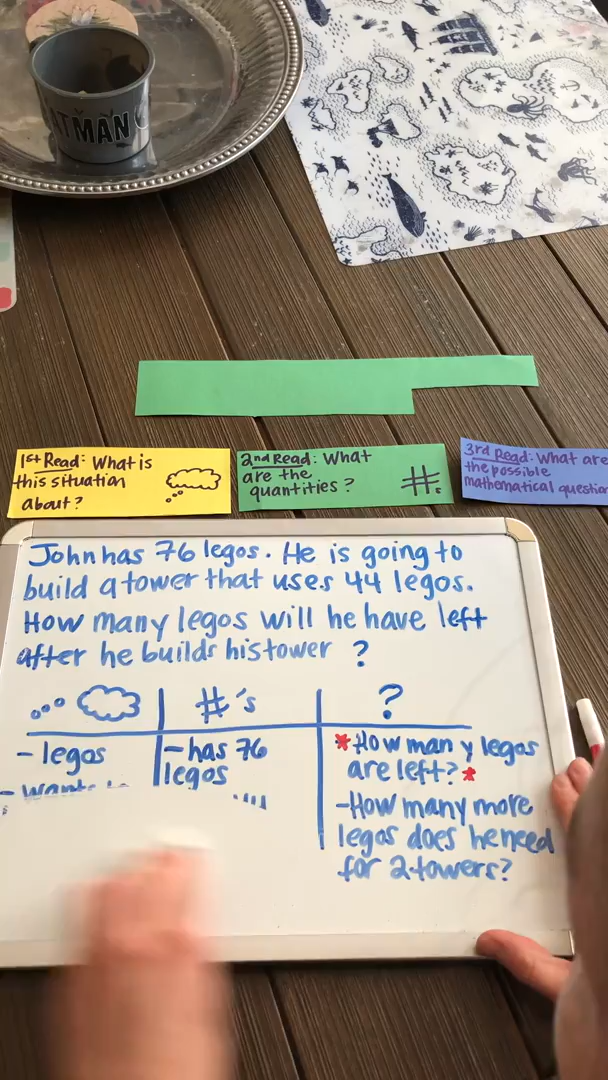 ITMAN
1st Read: What is
this situation
about?
2nd Read: What
are the
quantities?
#s
3rd Read: What are
the possible
mathematical question
John has 76 legos. He is going to
build a tower that uses 44 legos.
How many legos will he have left
after he builds his tower ?
#'s
?
- legos
- has 76
legos
*How many legos
are left?*
-How many more
legos does he need
for 2 towers?